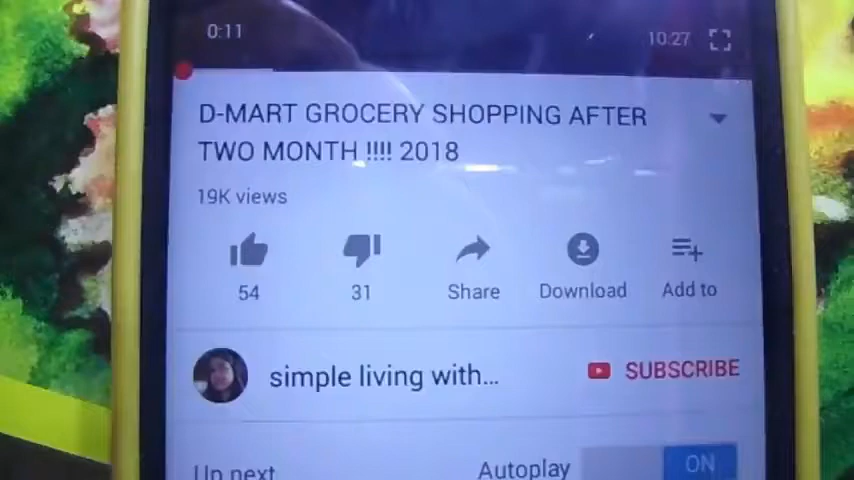 0:11 10:27
D-MART GROCERY SHOPPING AFTER
TWO MONTH !!!! 2018
19K views
54 31 Share Download Add to
simple living with... SUBSCRIBE
Up next Autoplay ON